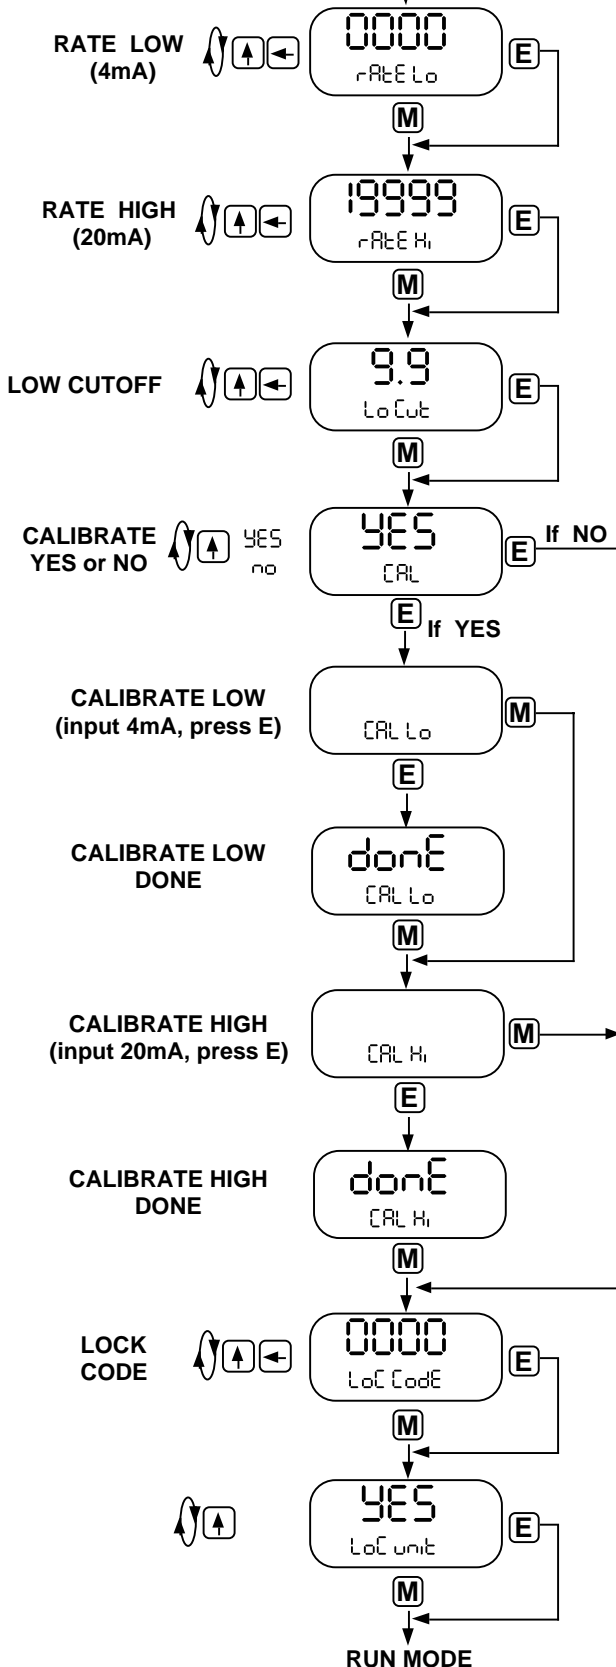 RATE LOW
(4mA)
0000
rAtE Lo
E
M
RATE HIGH
(20mA)
19999
rAtE Hi
E
M
LOW CUTOFF
9.9
Lo Cut
E
M
CALIBRATE
YES or NO
YES
no
YES
CAL
E
If NO
E
If YES
CALIBRATE LOW
(input 4mA, press E)
CAL Lo
M
E
CALIBRATE LOW
DONE
donE
CAL Lo
M
CALIBRATE HIGH
(input 20mA, press E)
CAL Hi
M
E
CALIBRATE HIGH
DONE
donE
CAL Hi
M
LOCK
CODE
0000
LoC CodE
E
M
YES
LoC unit
E
M
RUN MODE